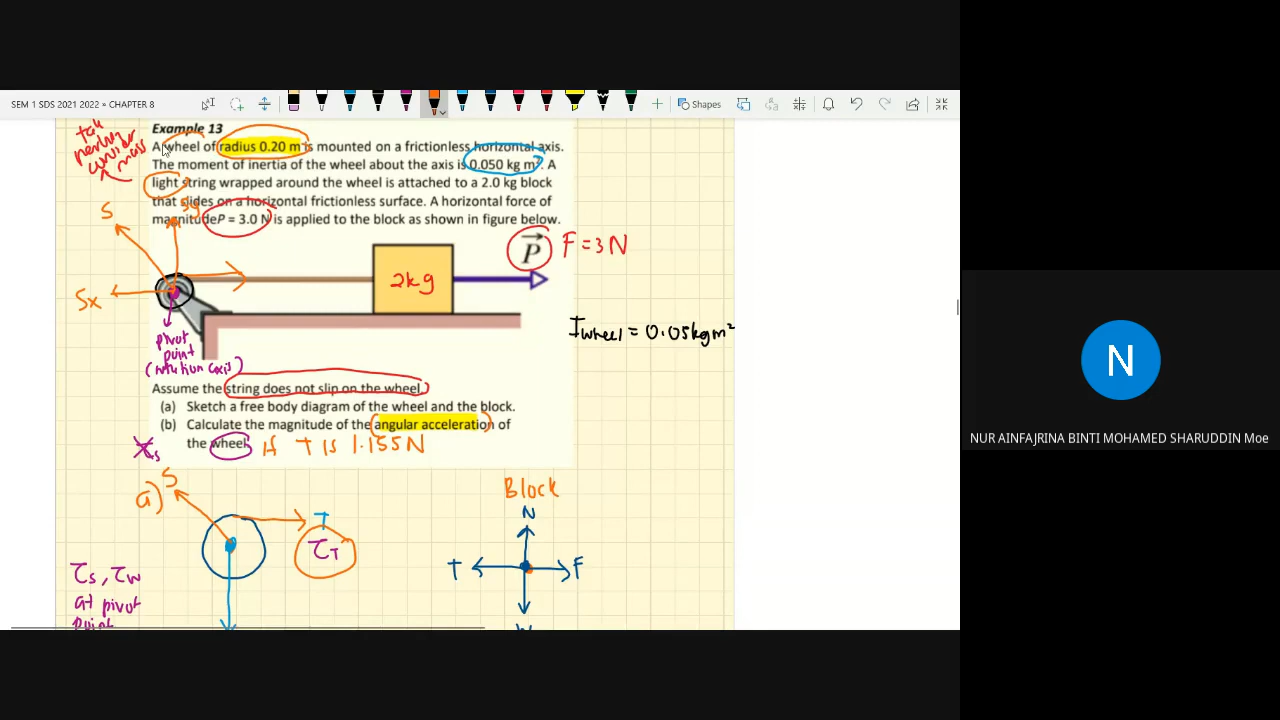 SEM 1 SDS 2021 2022 » CHAPTER 8
Shapes
Example 13
A wheel of radius 0.20 m is mounted on a frictionless horizontal axis.
The moment of inertia of the wheel about the axis is 0.050 kg m². A
light string wrapped around the wheel is attached to a 2.0 kg block
that slides on a horizontal frictionless surface. A horizontal force of
magnitudeP = 3.0 N is applied to the block as shown in figure below.
mass
S
Sy
P
F = 3N
2kg
Sx
Iwheel = 0.05kgm²
pivot
point
(rotation axis)
Assume the string does not slip on the wheel.
(a) Sketch a free body diagram of the wheel and the block.
(b) Calculate the magnitude of the angular acceleration of
the wheel
if T is 1.155N
a)
S
T
τT
Block
N
T
F
τS, τW
at pivot
point
N
NUR AINFAJRINA BINTI MOHAMED SHARUDDIN Moe